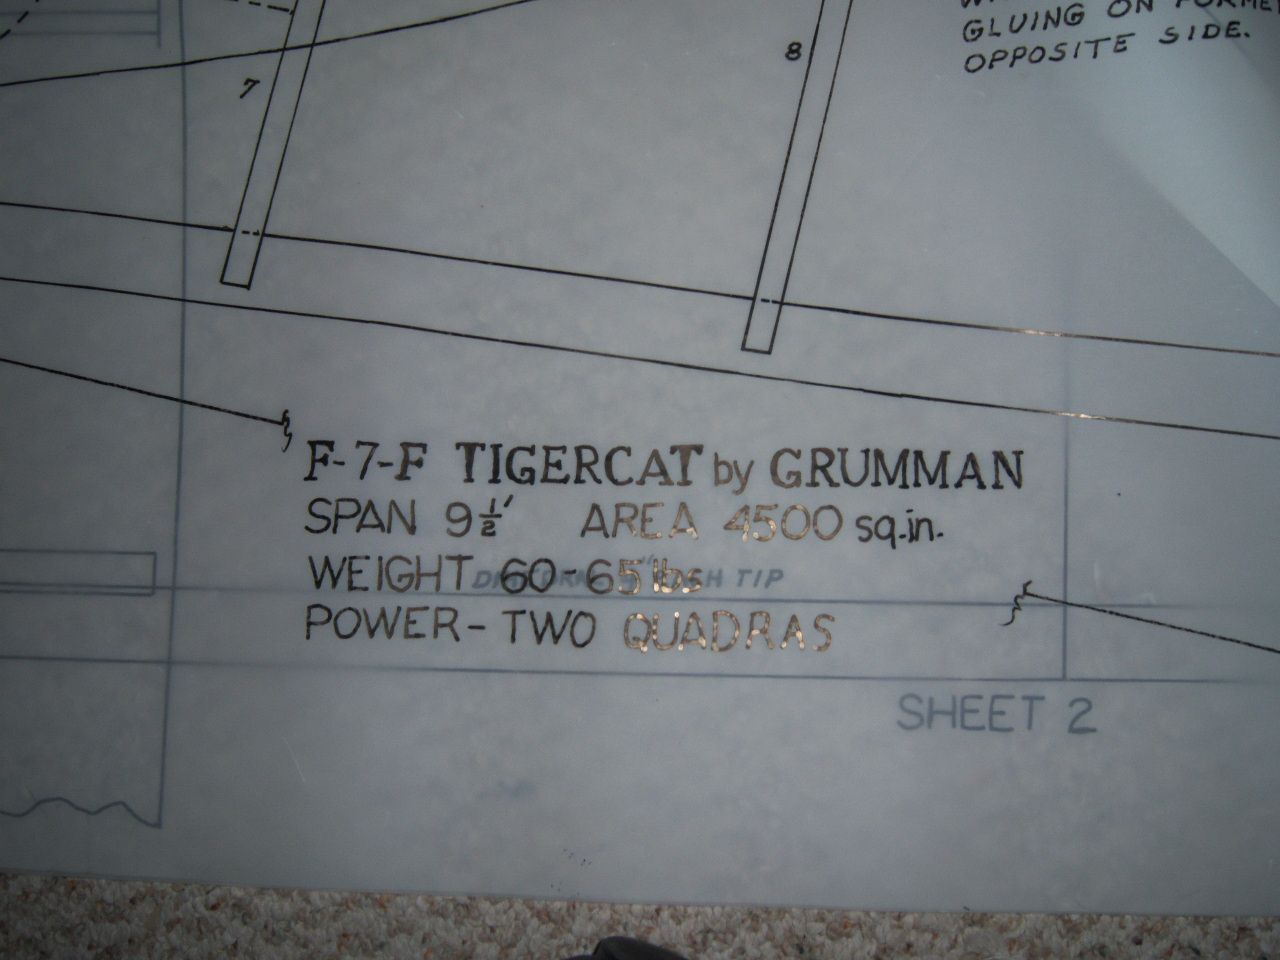 GLUING ON
OPPOSITE SIDE.
7
8
F-7-F TIGERCAT by GRUMMAN
SPAN 9½' AREA 4500 sq.in.
WEIGHT 60-65 lbs
TIP
POWER-TWO QUADRAS
SHEET 2